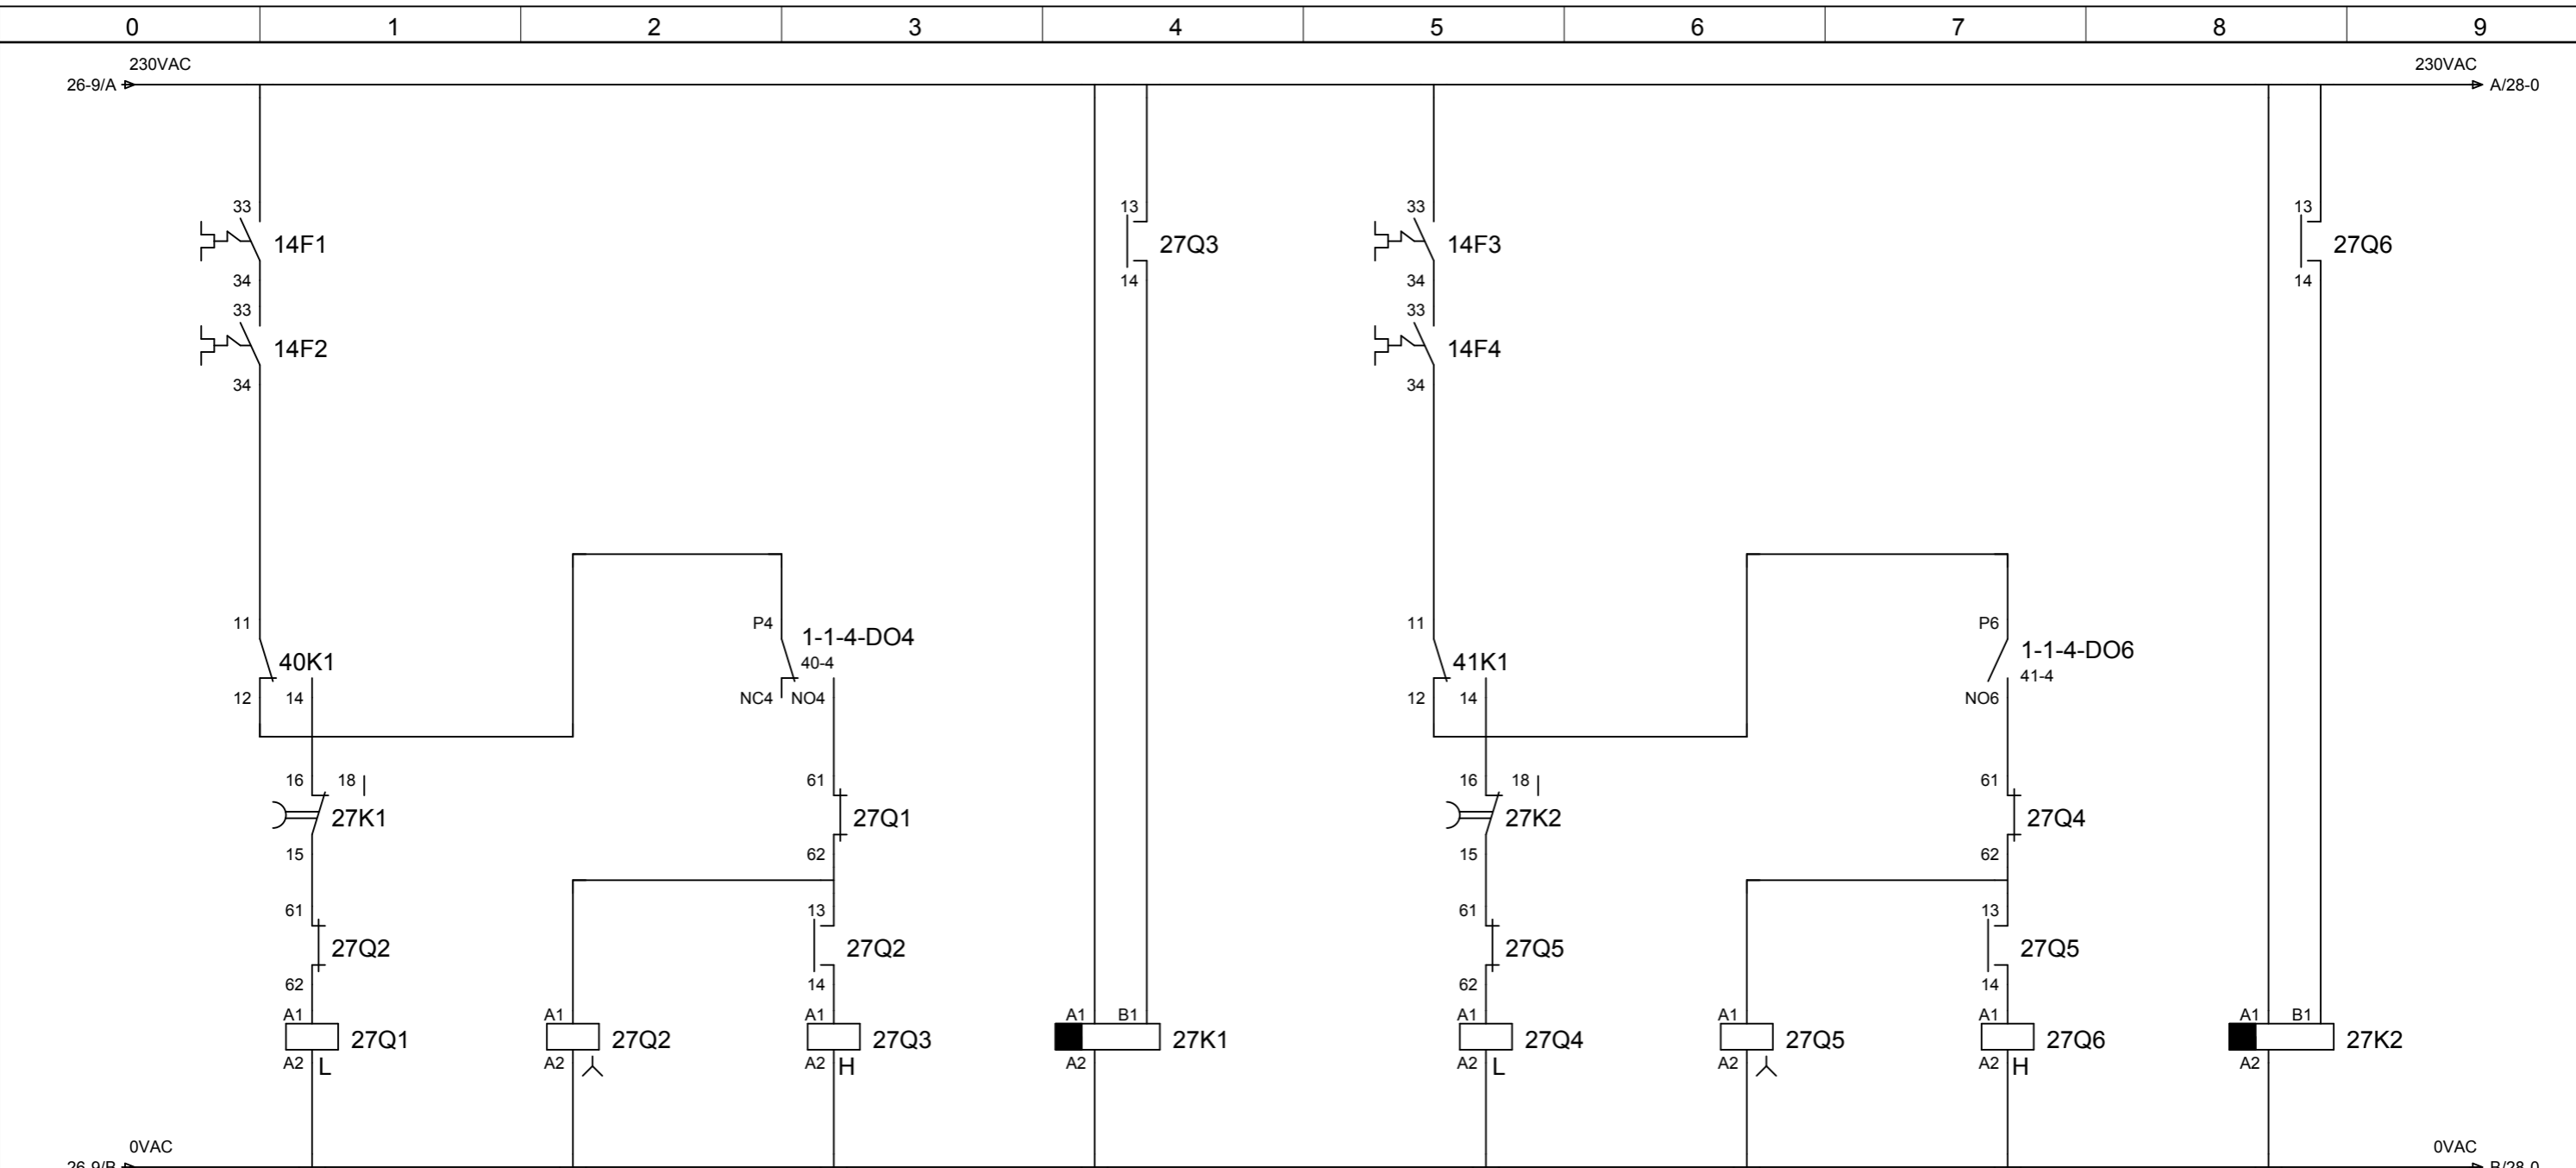 0 1 2 3 4 5 6 7 8 9
230VAC 230VAC
26-9/A A/28-0
33 13 33 13
14F1 27Q3 14F3 27Q6
34 14 34 14
33 33
14F2 14F4
34 34
11 P4 1-1-4-DO4 11 P6 1-1-4-DO6
40K1 40-4 41K1 41-4
12 14 NC4 NO4 12 14 NO6
16 18 61 16 18 61
27K1 27Q1 27K2 27Q4
15 62 15 62
61 13 61 13
27Q2 27Q2 27Q5 27Q5
62 14 62 14
A1 A1 A1 A1 B1 A1 A1 A1 A1 B1
27Q1 27Q2 27Q3 27K1 27Q4 27Q5 27Q6 27K2
A2 L A2 A2 H A2 A2 L A2 A2 H A2
0VAC 0VAC
26-9/B B/28-0